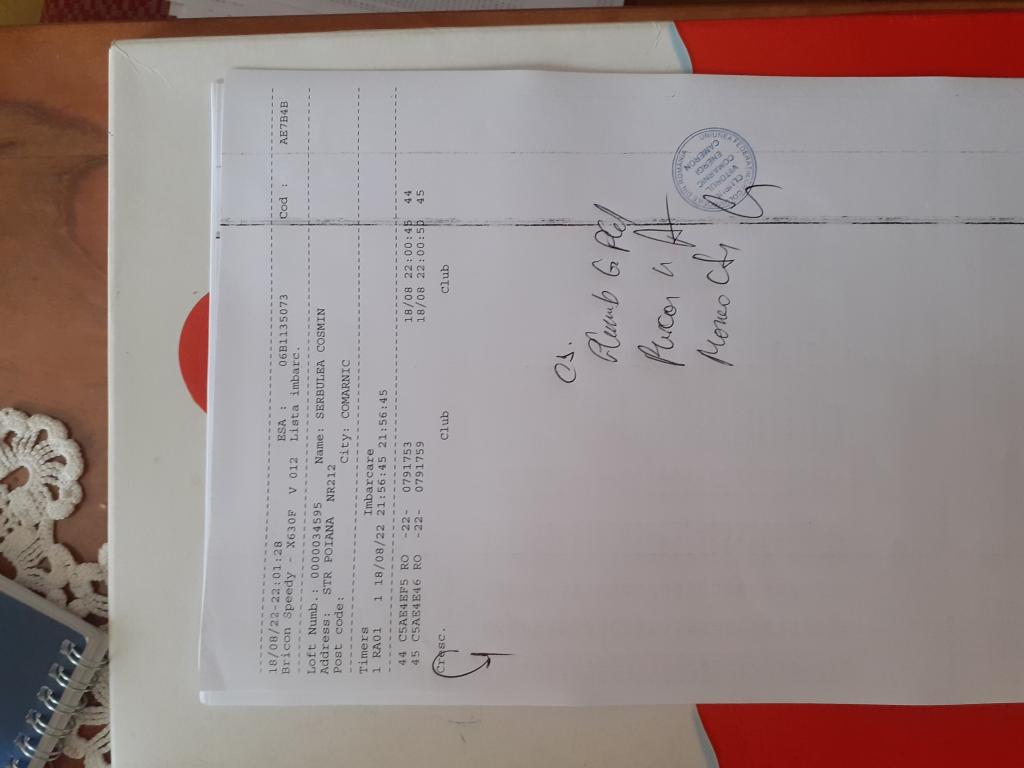 18/08/22-22:01:28 ESA : 06B1135073 Cod : AE7B4B
Bricon Speedy - X630F V 012 Lista imbarc.
Loft Numb.: 0000034595 Name: SERBULEA COSMIN
Address: STR POIANA NR212
Post code: City: COMARNIC
Timers Imbarcare
1 RA01 1 18/08/22 21:56:45 21:56:45
44 C5AE4EF5 RO -22- 0791753 18/08 22:00:45 44
45 C5AE4E46 RO -22- 0791759 18/08 22:00:50 45
Cresc. Club Club
COMARNIC